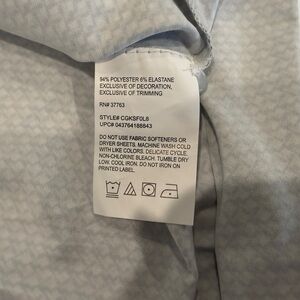 94% POLYESTER 6% ELASTANE
EXCLUSIVE OF DECORATION,
EXCLUSIVE OF TRIMMING
RN# 37763
STYLE# CGKSF0L8
UPC# 043764188843
DO NOT USE FABRIC SOFTENERS OR
DRYER SHEETS, MACHINE WASH COLD
WITH LIKE COLORS, DELICATE CYCLE.
NON-CHLORINE BLEACH. TUMBLE DRY
LOW. COOL IRON. DO NOT IRON ON
PRINTED LABEL.